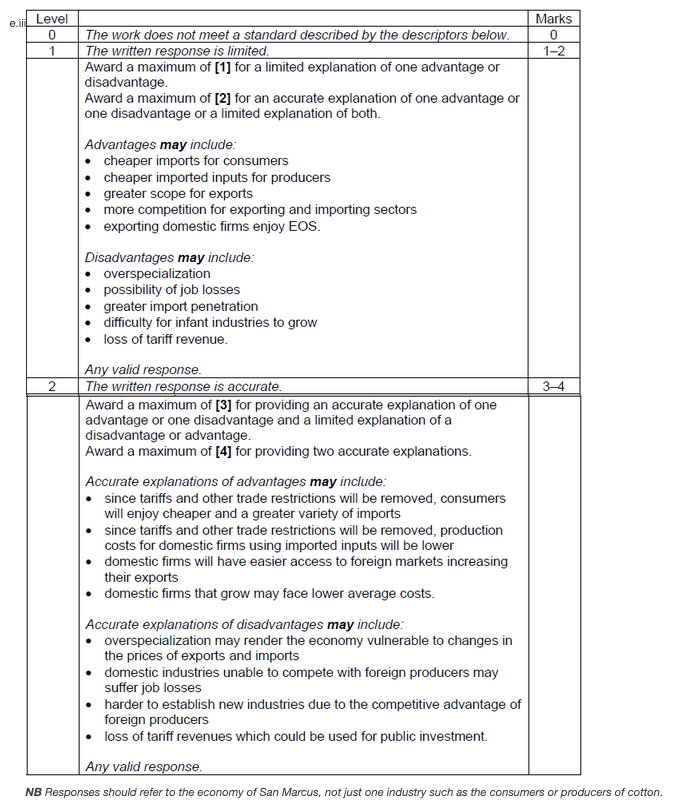 e.iii. Level Marks
0 The work does not meet a standard described by the descriptors below. 0
1 The written response is limited. 1–2
Award a maximum of [1] for a limited explanation of one advantage or
disadvantage.
Award a maximum of [2] for an accurate explanation of one advantage or
one disadvantage or a limited explanation of both.
Advantages may include:
• cheaper imports for consumers
• cheaper imported inputs for producers
• greater scope for exports
• more competition for exporting and importing sectors
• exporting domestic firms enjoy EOS.
Disadvantages may include:
• overspecialization
• possibility of job losses
• greater import penetration
• difficulty for infant industries to grow
• loss of tariff revenue.
Any valid response.
2 The written response is accurate. 3–4
Award a maximum of [3] for providing an accurate explanation of one
advantage or one disadvantage and a limited explanation of a
disadvantage or advantage.
Award a maximum of [4] for providing two accurate explanations.
Accurate explanations of advantages may include:
• since tariffs and other trade restrictions will be removed, consumers
will enjoy cheaper and a greater variety of imports
• since tariffs and other trade restrictions will be removed, production
costs for domestic firms using imported inputs will be lower
• domestic firms will have easier access to foreign markets increasing
their exports
• domestic firms that grow may face lower average costs.
Accurate explanations of disadvantages may include:
• overspecialization may render the economy vulnerable to changes in
the prices of exports and imports
• domestic industries unable to compete with foreign producers may
suffer job losses
• harder to establish new industries due to the competitive advantage of
foreign producers
• loss of tariff revenues which could be used for public investment.
Any valid response.
NB Responses should refer to the economy of San Marcus, not just one industry such as the consumers or producers of cotton.